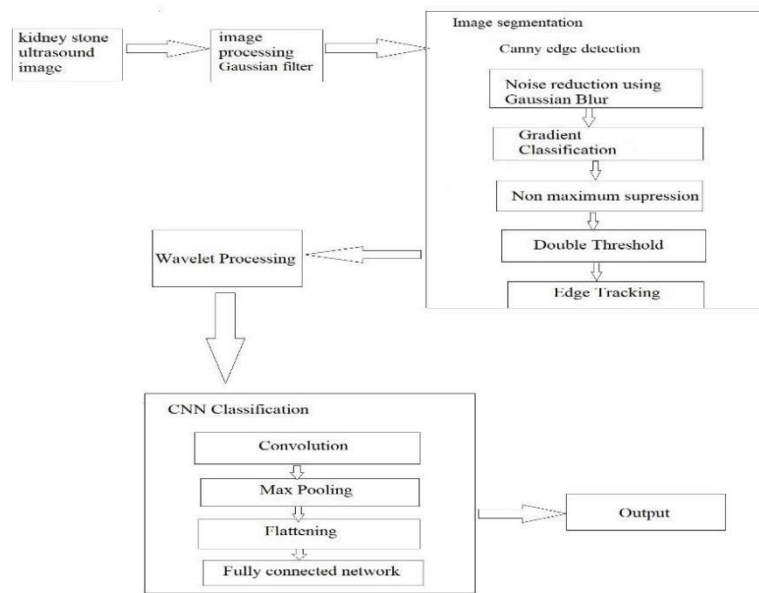 kidney stone
ultrasound
image
image
processing
Gaussian filter
Image segmentation
Canny edge detection
Noise reduction using
Gaussian Blur
Gradient
Classification
Non maximum supression
Double Threshold
Edge Tracking
Wavelet Processing
CNN Classification
Convolution
Max Pooling
Flattening
Fully connected network
Output